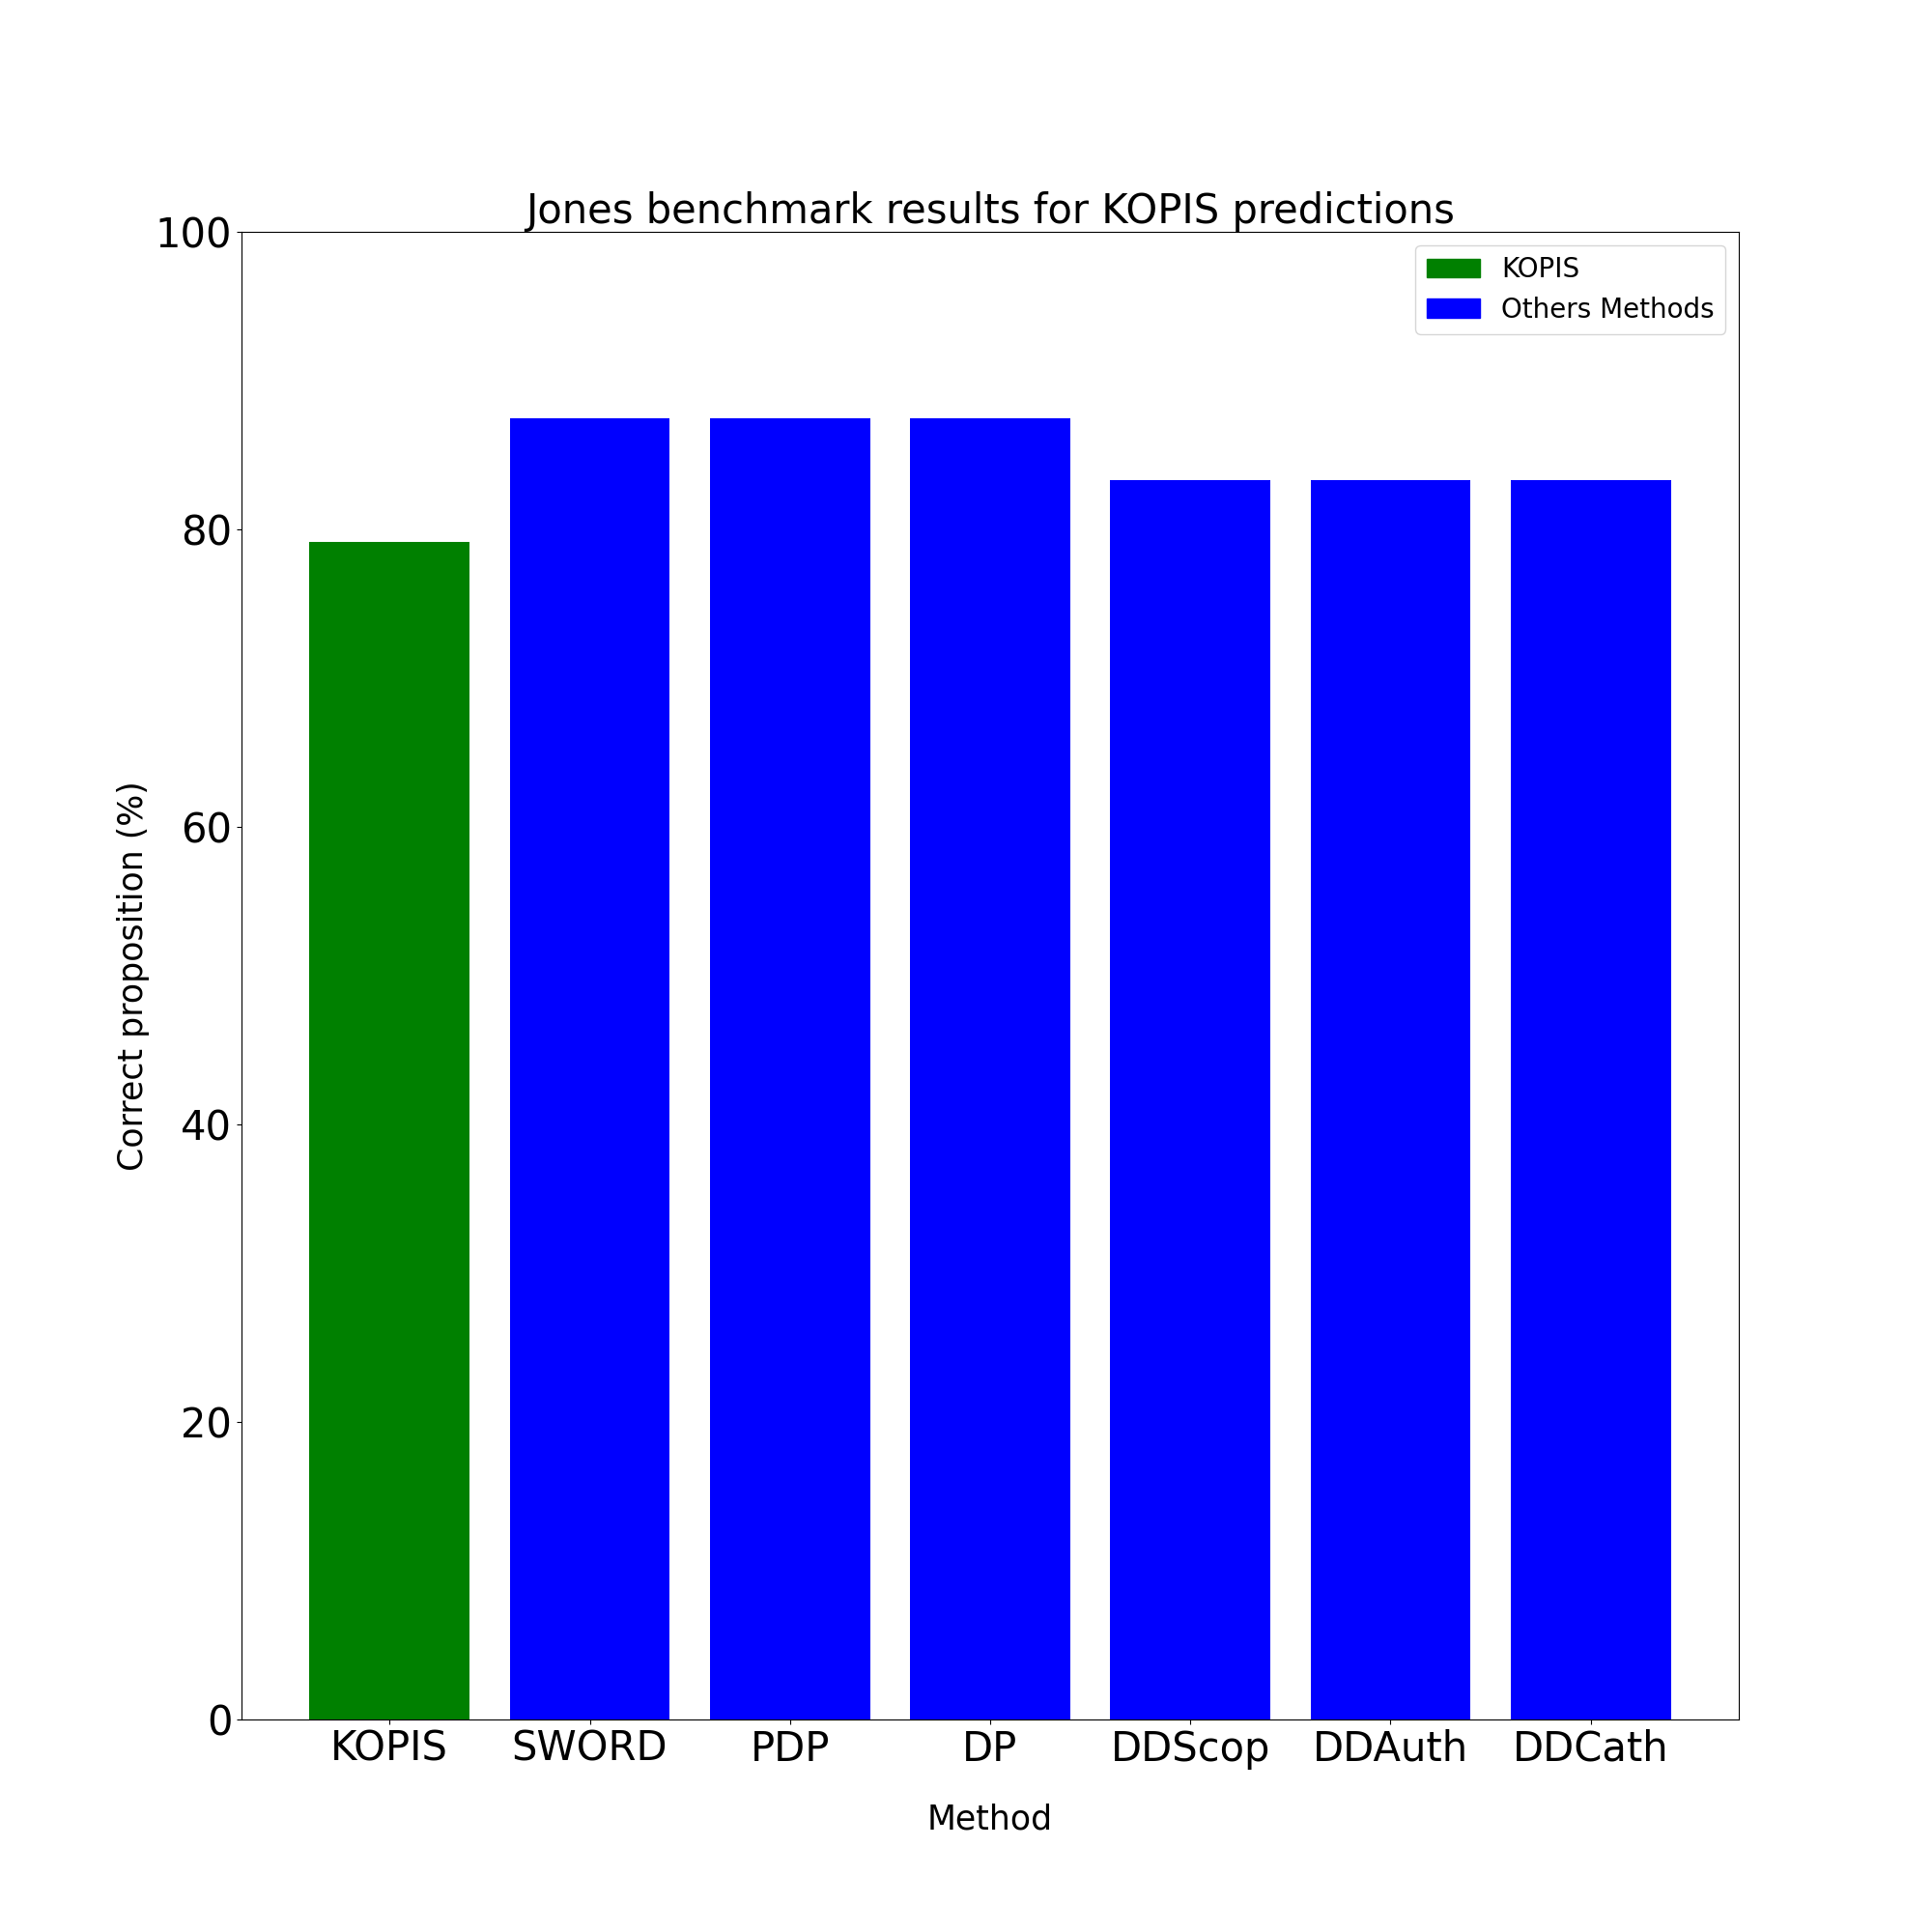 Jones benchmark results for KOPIS predictions
KOPIS
Others Methods
100
80
60
40
20
0
Correct proposition (%)
KOPIS SWORD PDP DP DDScop DDAuth DDCath
Method